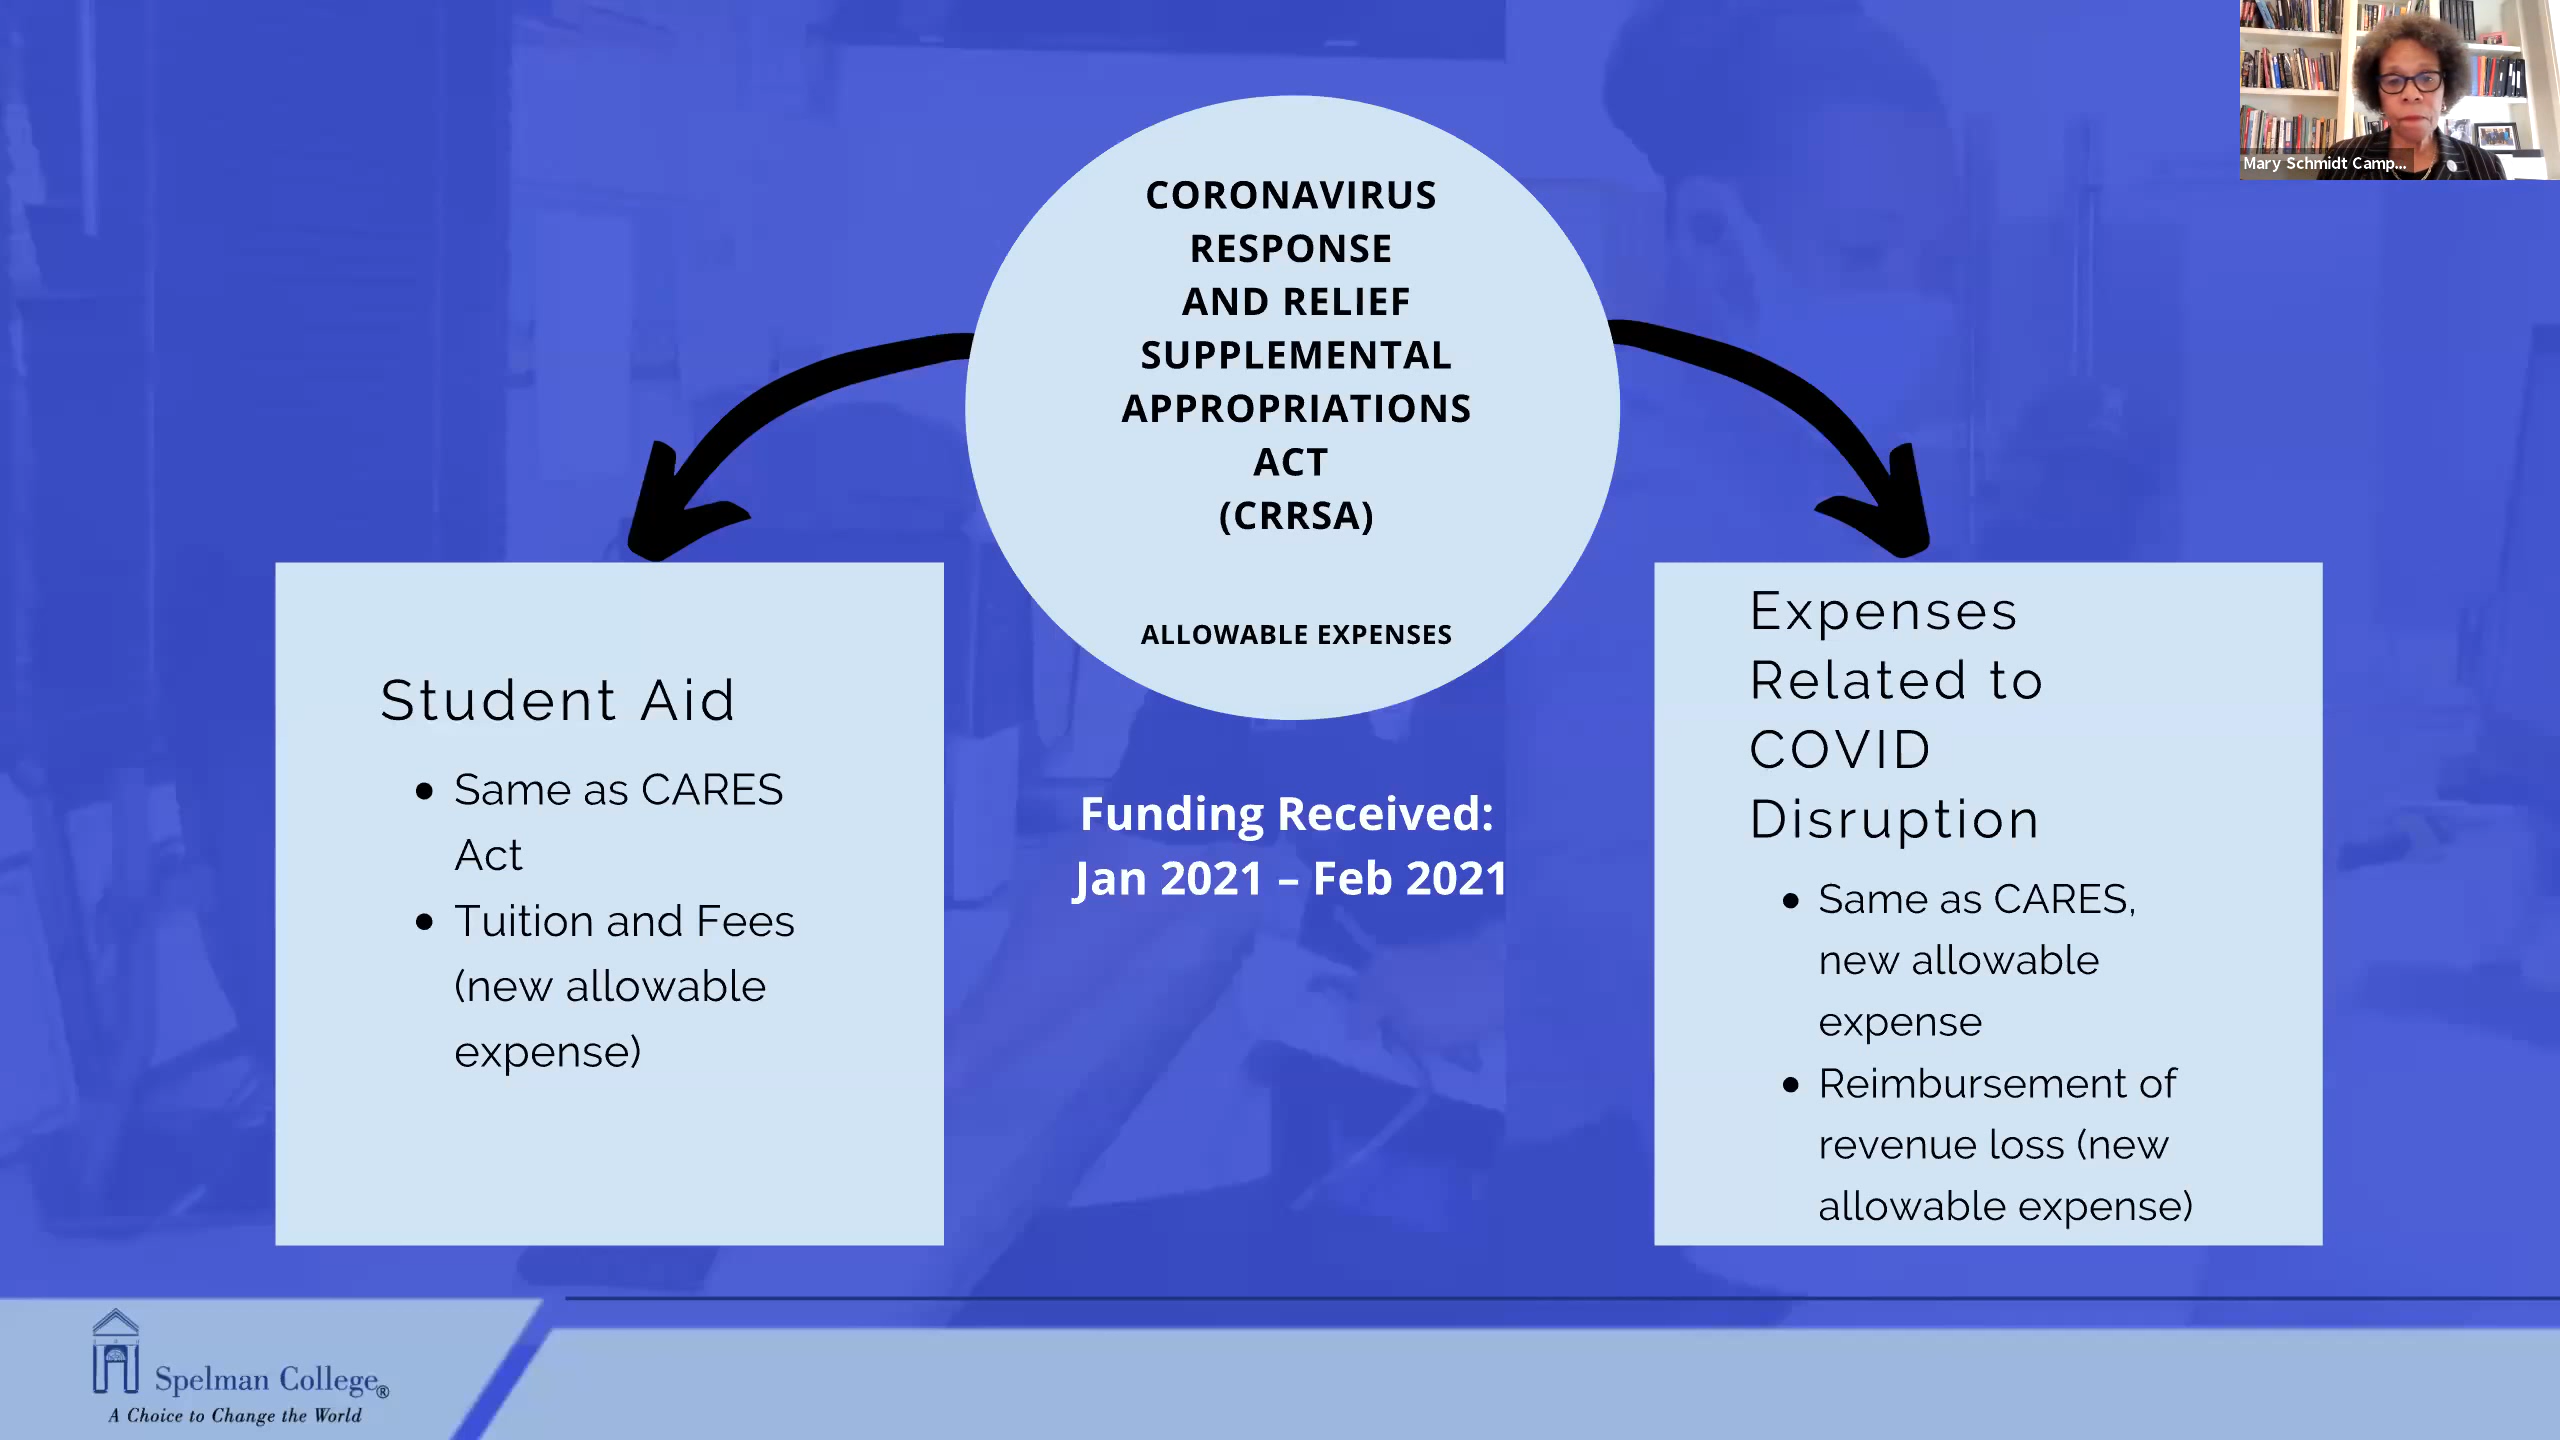 Mary Schmidt Camp...
CORONAVIRUS
RESPONSE
AND RELIEF
SUPPLEMENTAL
APPROPRIATIONS
ACT
(CRRSA)
ALLOWABLE EXPENSES
Student Aid
• Same as CARES
Act
• Tuition and Fees
(new allowable
expense)
Funding Received:
Jan 2021 – Feb 2021
Expenses
Related to
COVID
Disruption
• Same as CARES,
new allowable
expense
• Reimbursement of
revenue loss (new
allowable expense)
Spelman College®
A Choice to Change the World